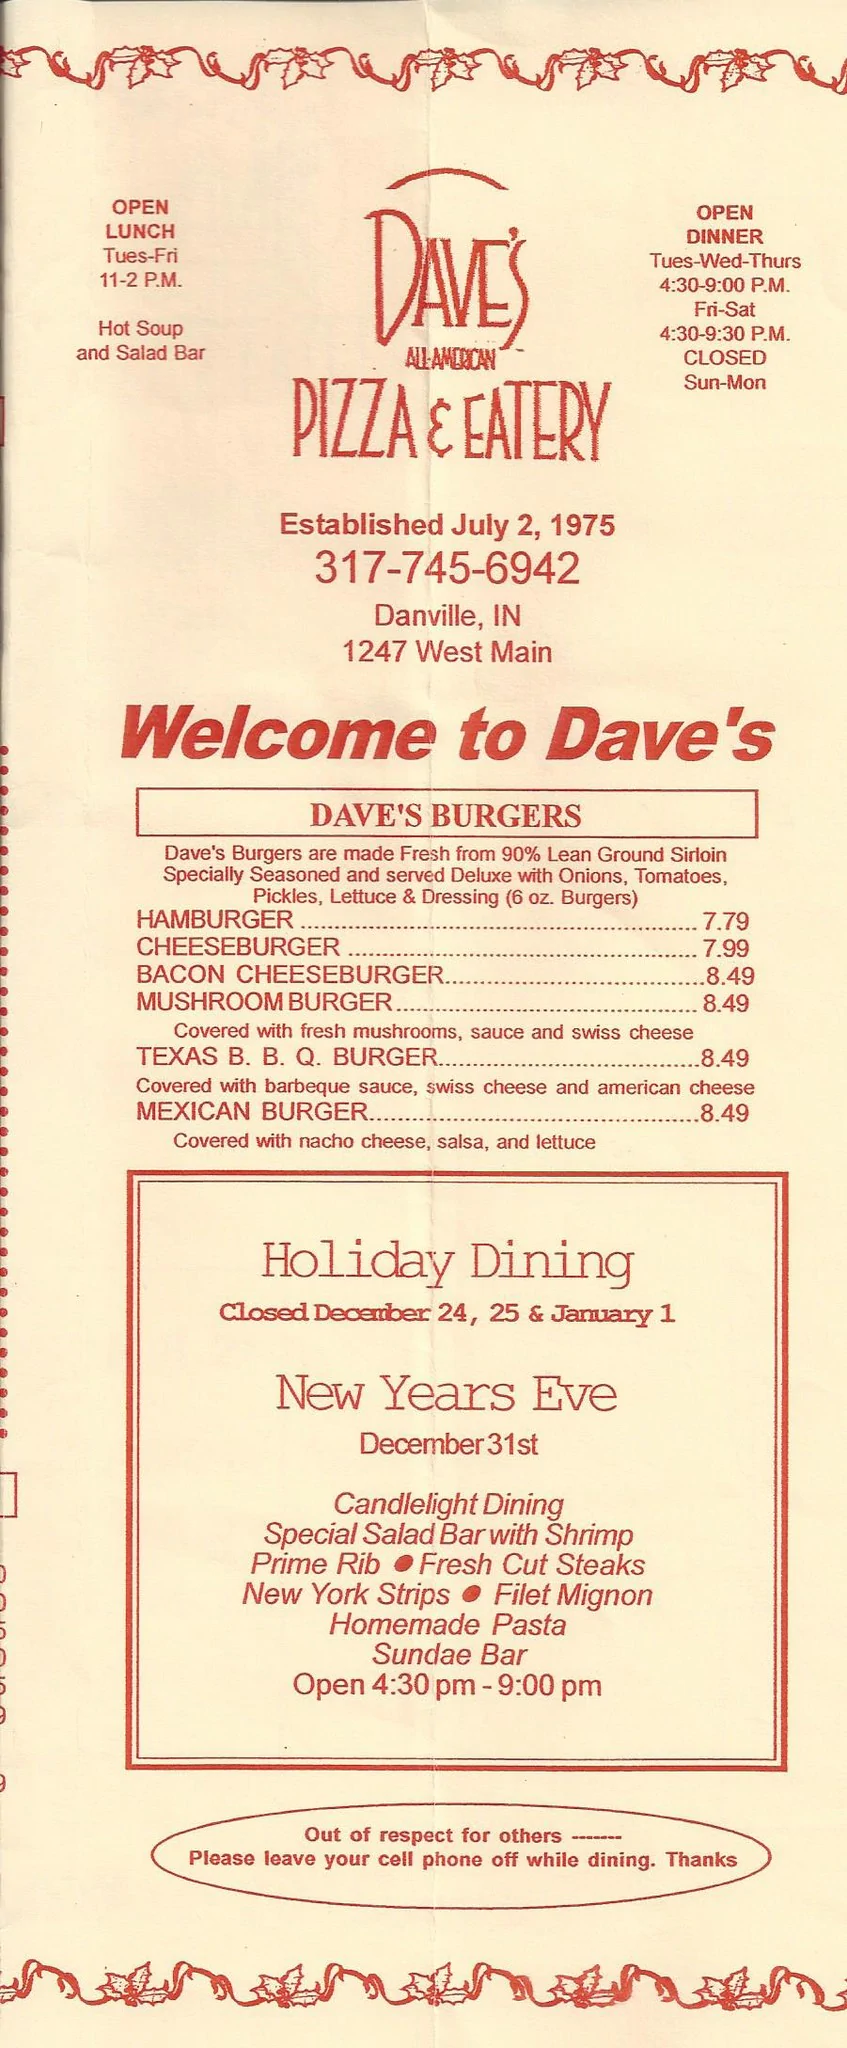 OPEN
LUNCH
Tues-Fri
11-2 P.M.
Hot Soup
and Salad Bar
DAVE'S
ALL-AMERICAN
PIZZA & EATERY
OPEN
DINNER
Tues-Wed-Thurs
4:30-9:00 P.M.
Fri-Sat
4:30-9:30 P.M.
CLOSED
Sun-Mon
Established July 2, 1975
317-745-6942
Danville, IN
1247 West Main
Welcome to Dave's
DAVE'S BURGERS
Dave's Burgers are made Fresh from 90% Lean Ground Sirloin
Specially Seasoned and served Deluxe with Onions, Tomatoes,
Pickles, Lettuce & Dressing (6 oz. Burgers)
HAMBURGER ........................................................ 7.79
CHEESEBURGER ................................................. 7.99
BACON CHEESEBURGER.....................................8.49
MUSHROOM BURGER........................................... 8.49
Covered with fresh mushrooms, sauce and swiss cheese
TEXAS B. B. Q. BURGER.....................................8.49
Covered with barbeque sauce, swiss cheese and american cheese
MEXICAN BURGER...............................................8.49
Covered with nacho cheese, salsa, and lettuce
Holiday Dining
Closed December 24, 25 & January 1
New Years Eve
December 31st
Candlelight Dining
Special Salad Bar with Shrimp
Prime Rib ● Fresh Cut Steaks
New York Strips ● Filet Mignon
Homemade Pasta
Sundae Bar
Open 4:30 pm - 9:00 pm
Out of respect for others -------
Please leave your cell phone off while dining. Thanks